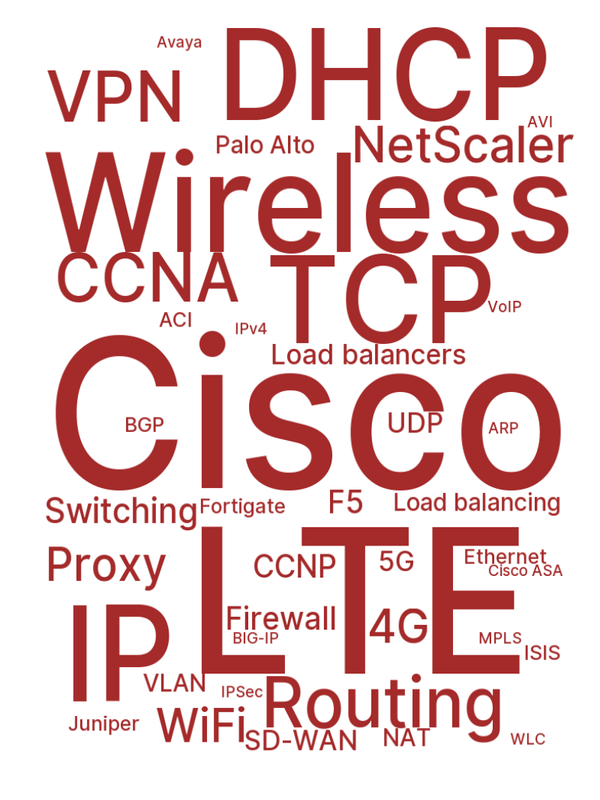 Avaya
DHCP
VPN
AVI
Palo Alto
NetScaler
Wireless
CCNA
TCP
VoIP
ACI
IPv4
Load balancers
Cisco
BGP
UDP
ARP
Switching
Fortigate
F5
Load balancing
LTE
Proxy
CCNP
5G
Ethernet
Cisco ASA
IP
Firewall
4G
BIG-IP
MPLS
ISIS
VLAN
IPSec
Routing
Juniper
WiFi
SD-WAN
NAT
WLC